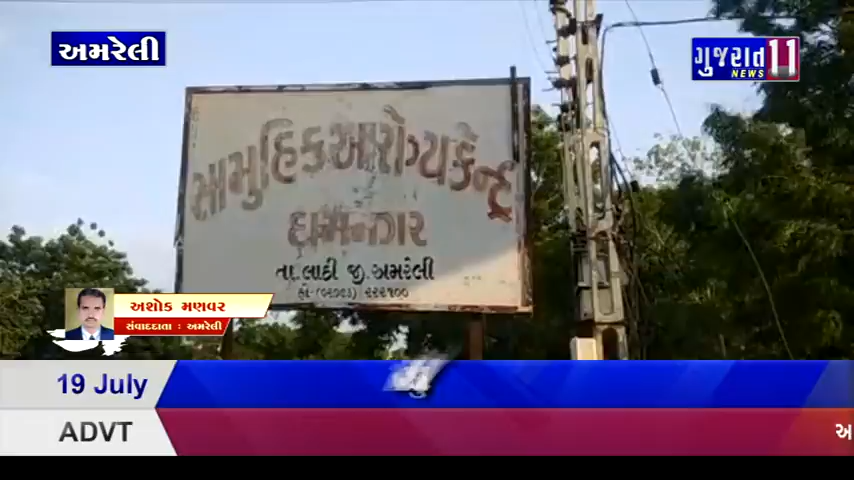 અમરેલી
ગુજરાત 11
NEWS
સામુહિક આરોગ્ય કેન્દ્ર
દામનગર
તા. લાઠી જી. અમરેલી
અશોક મણવર
સંવાદદાતા : અમરેલી
19 July
ADVT
અ